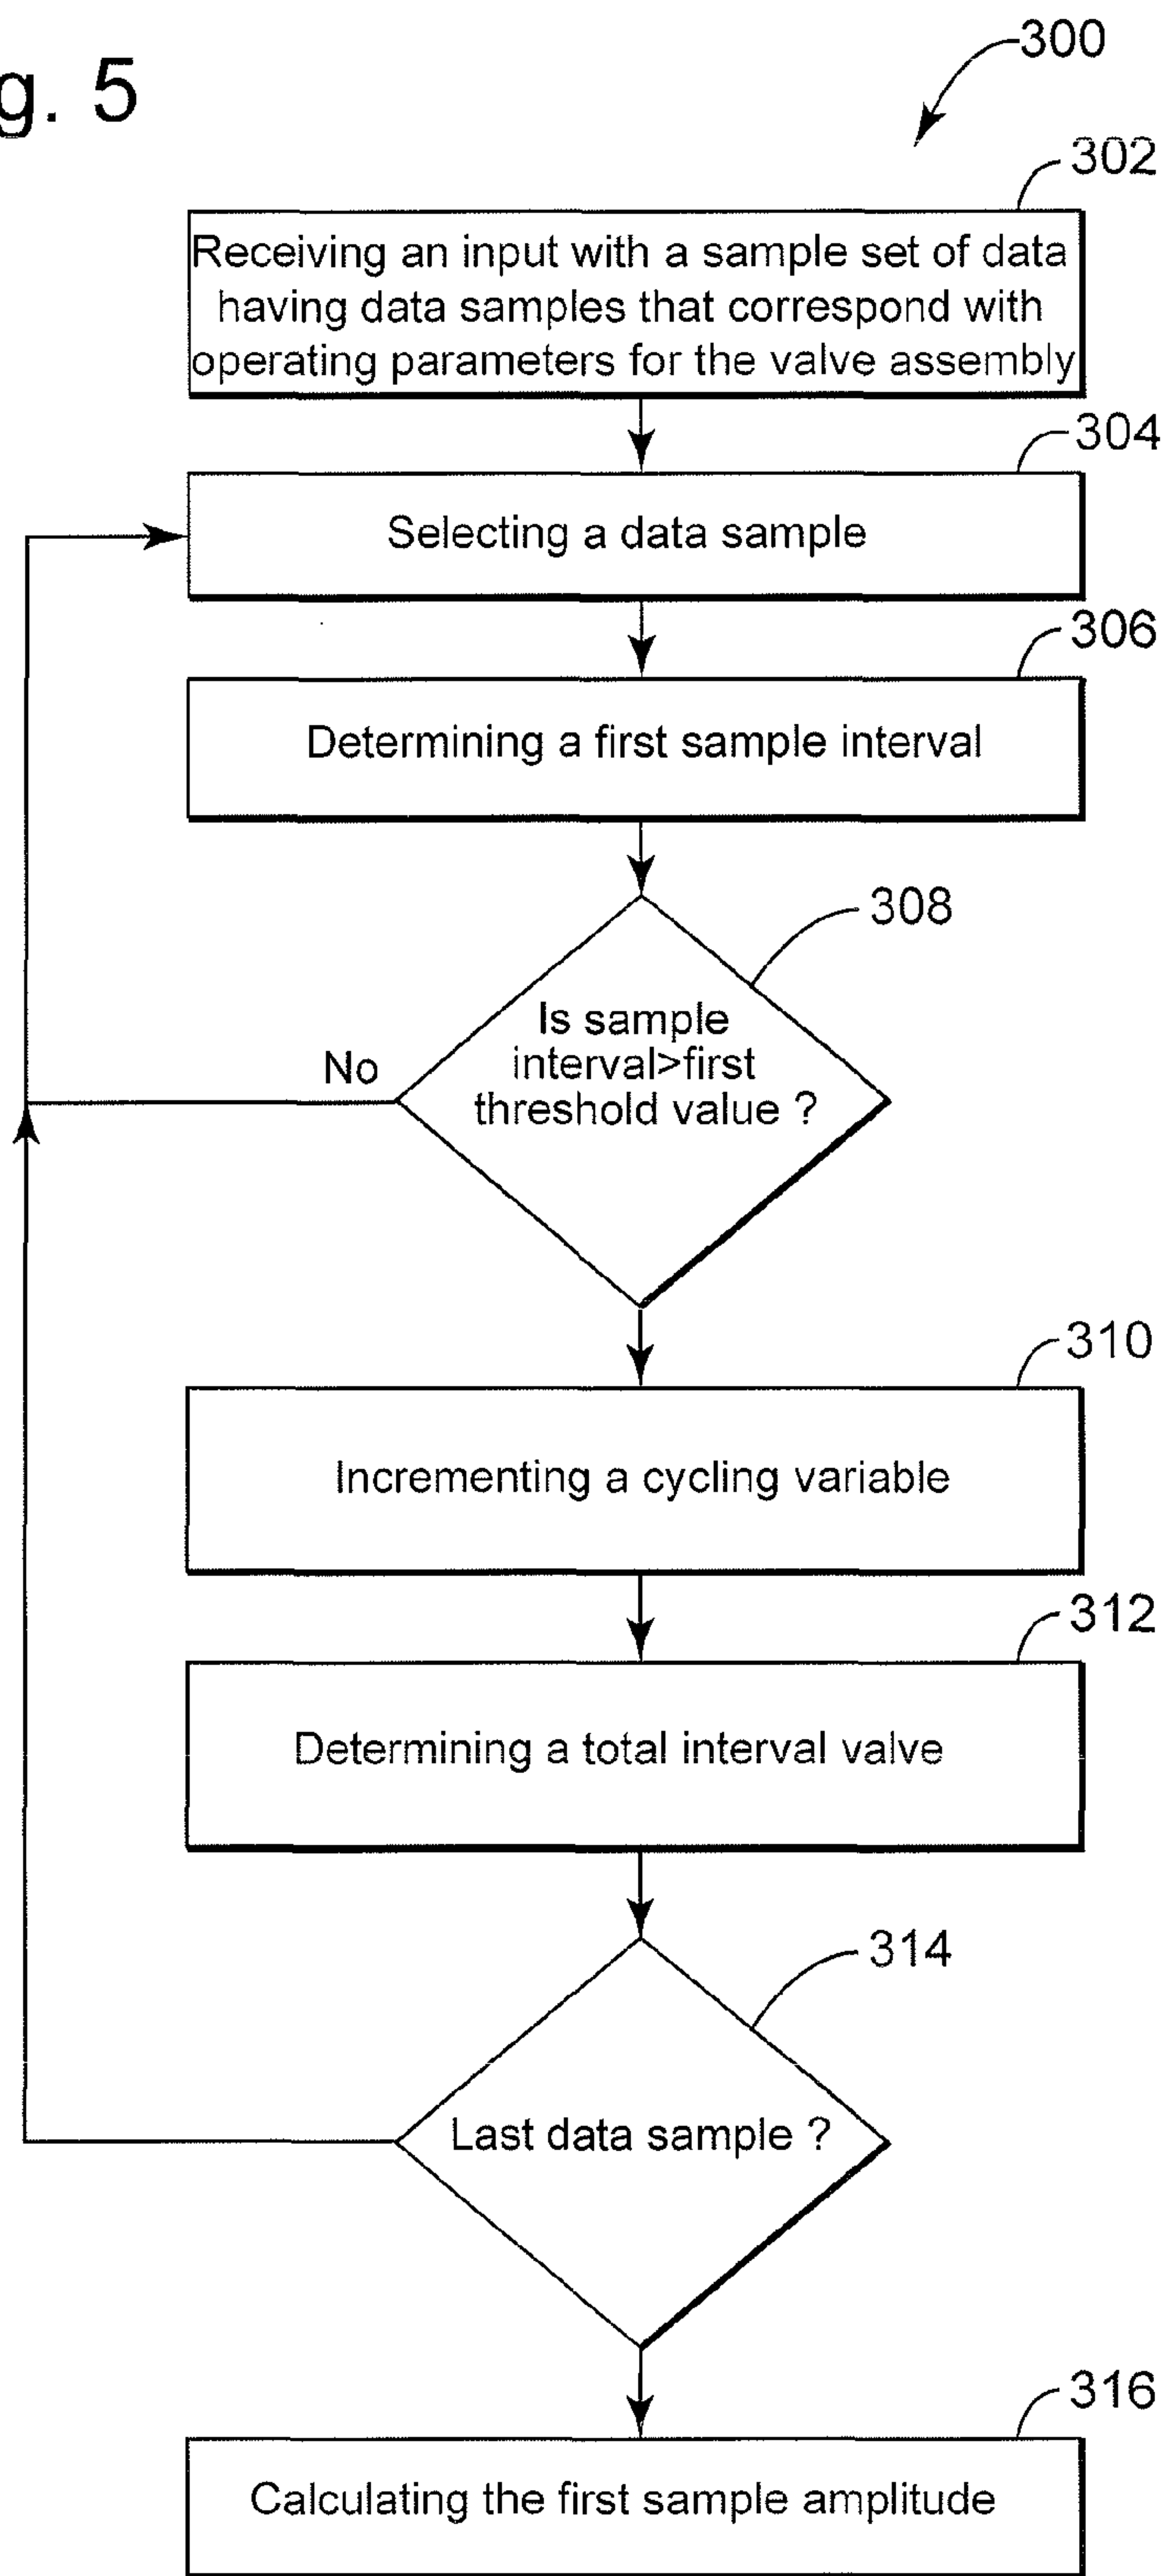 g. 5
300
302
Receiving an input with a sample set of data
having data samples that correspond with
operating parameters for the valve assembly
304
Selecting a data sample
306
Determining a first sample interval
308
Is sample
interval>first
threshold value ?
No
310
Incrementing a cycling variable
312
Determining a total interval valve
314
Last data sample ?
316
Calculating the first sample amplitude